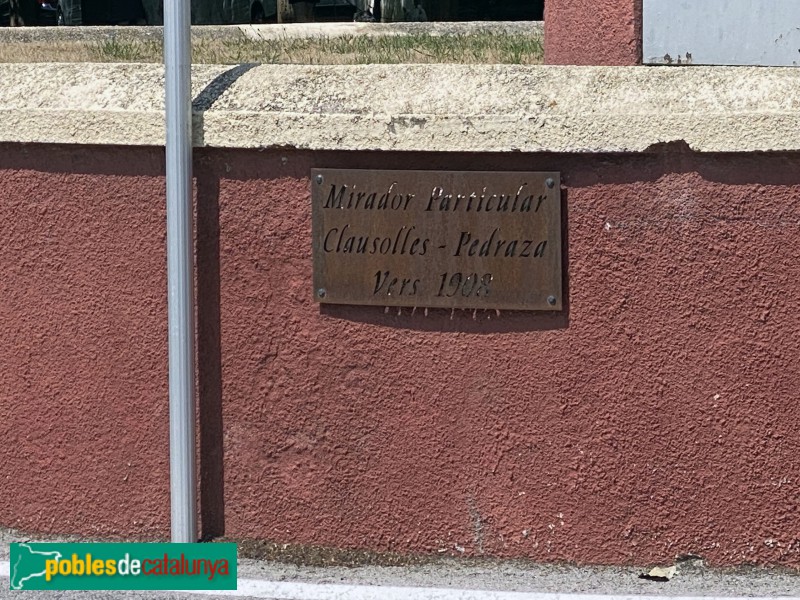 Mirador Particular
Clausolles - Pedraza
Vers 1908
poblesdecatalunya